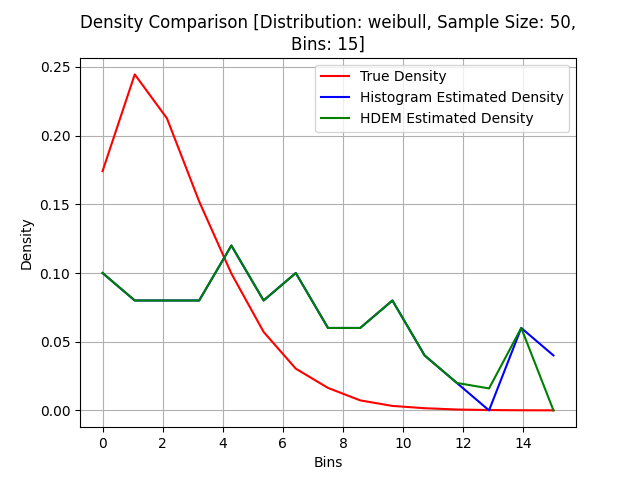 Density Comparison [Distribution: weibull, Sample Size: 50,
Bins: 15]
True Density
Histogram Estimated Density
HDEM Estimated Density
Density
0.25
0.20
0.15
0.10
0.05
0.00
0 2 4 6 8 10 12 14
Bins